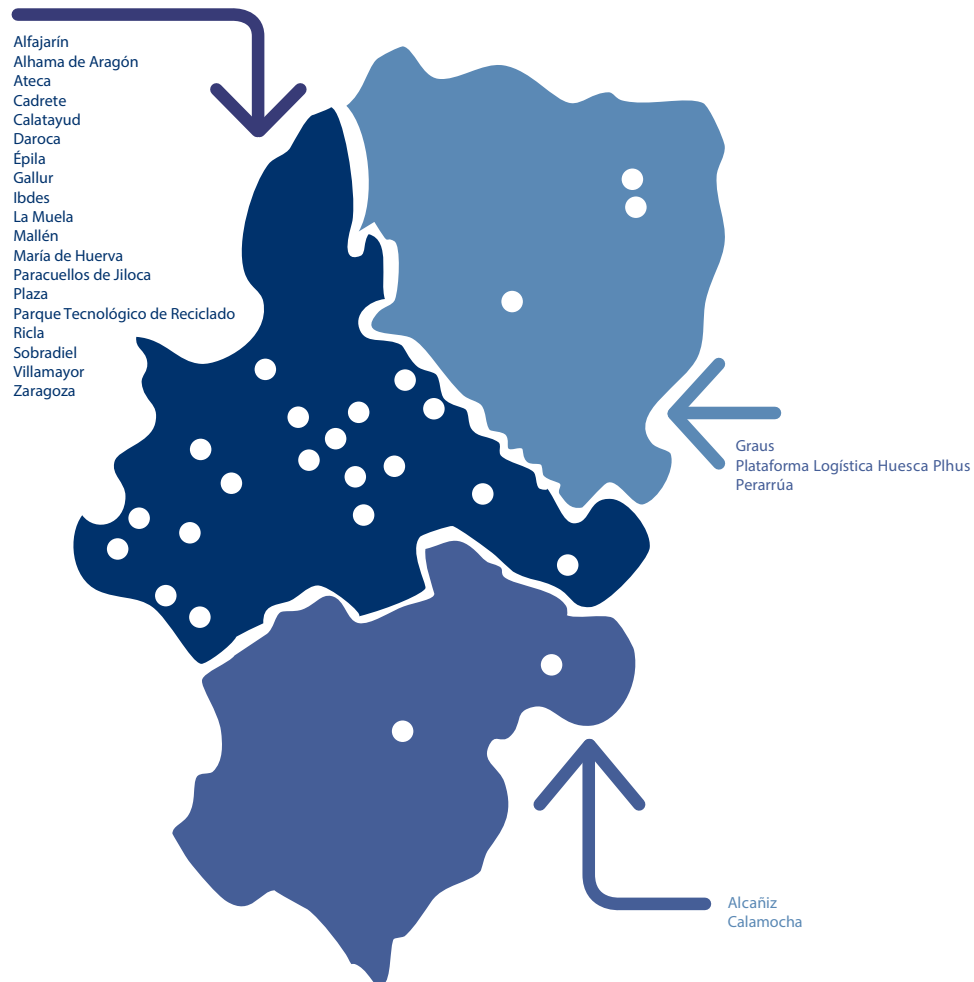 Alfajarín
Alhama de Aragón
Ateca
Cadrete
Calatayud
Daroca
Épila
Gallur
Ibdes
La Muela
Mallén
María de Huerva
Paracuellos de Jiloca
Plaza
Parque Tecnológico de Reciclado
Ricla
Sobradiel
Villamayor
Zaragoza
Graus
Plataforma Logística Huesca Plhus
Perarrúa
Alcañiz
Calamocha